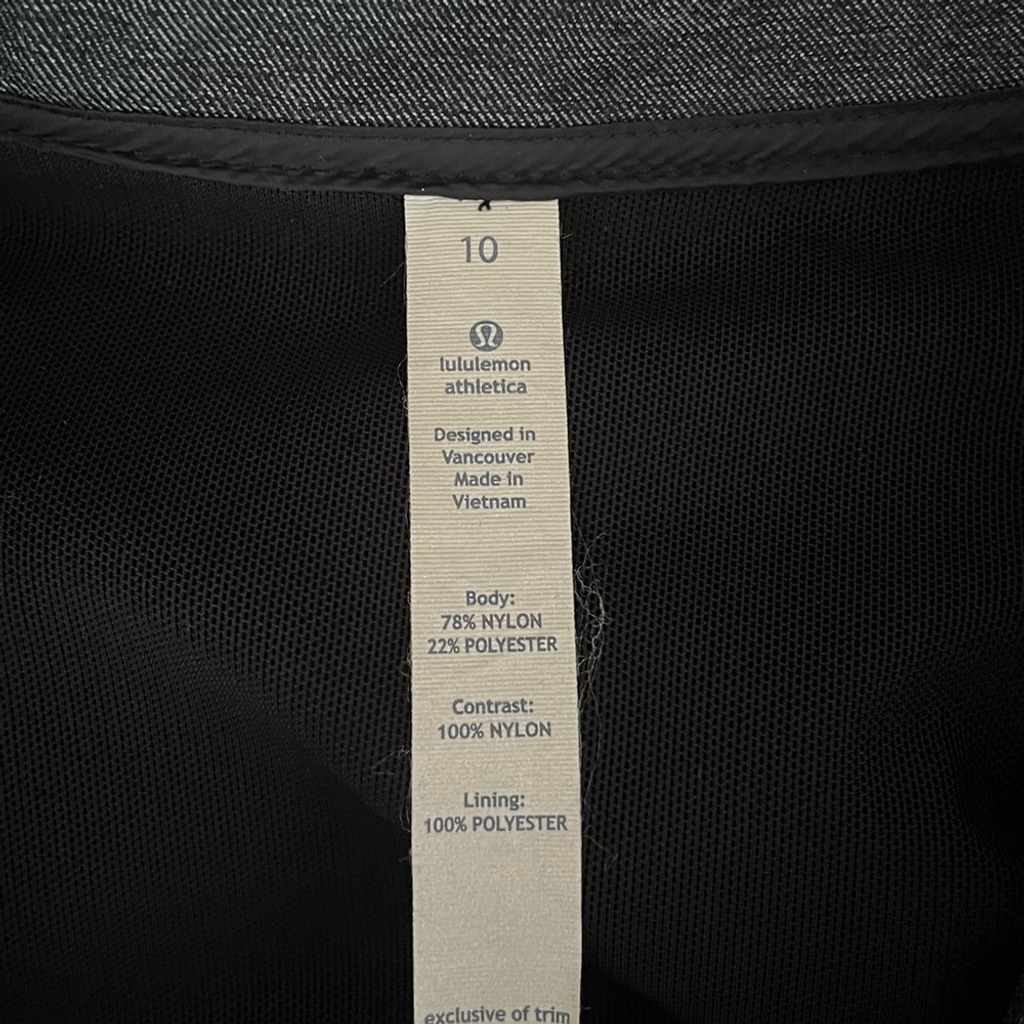 10
lululemon
athletica
Designed in
Vancouver
Made in
Vietnam
Body:
78% NYLON
22% POLYESTER
Contrast:
100% NYLON
Lining:
100% POLYESTER
exclusive of trim